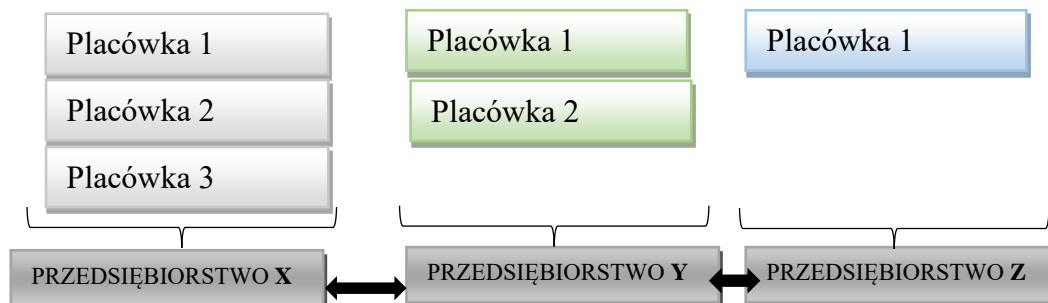 Placówka 1
Placówka 2
Placówka 3
PRZEDSIĘBIORSTWO X
Placówka 1
Placówka 2
PRZEDSIĘBIORSTWO Y
Placówka 1
PRZEDSIĘBIORSTWO Z